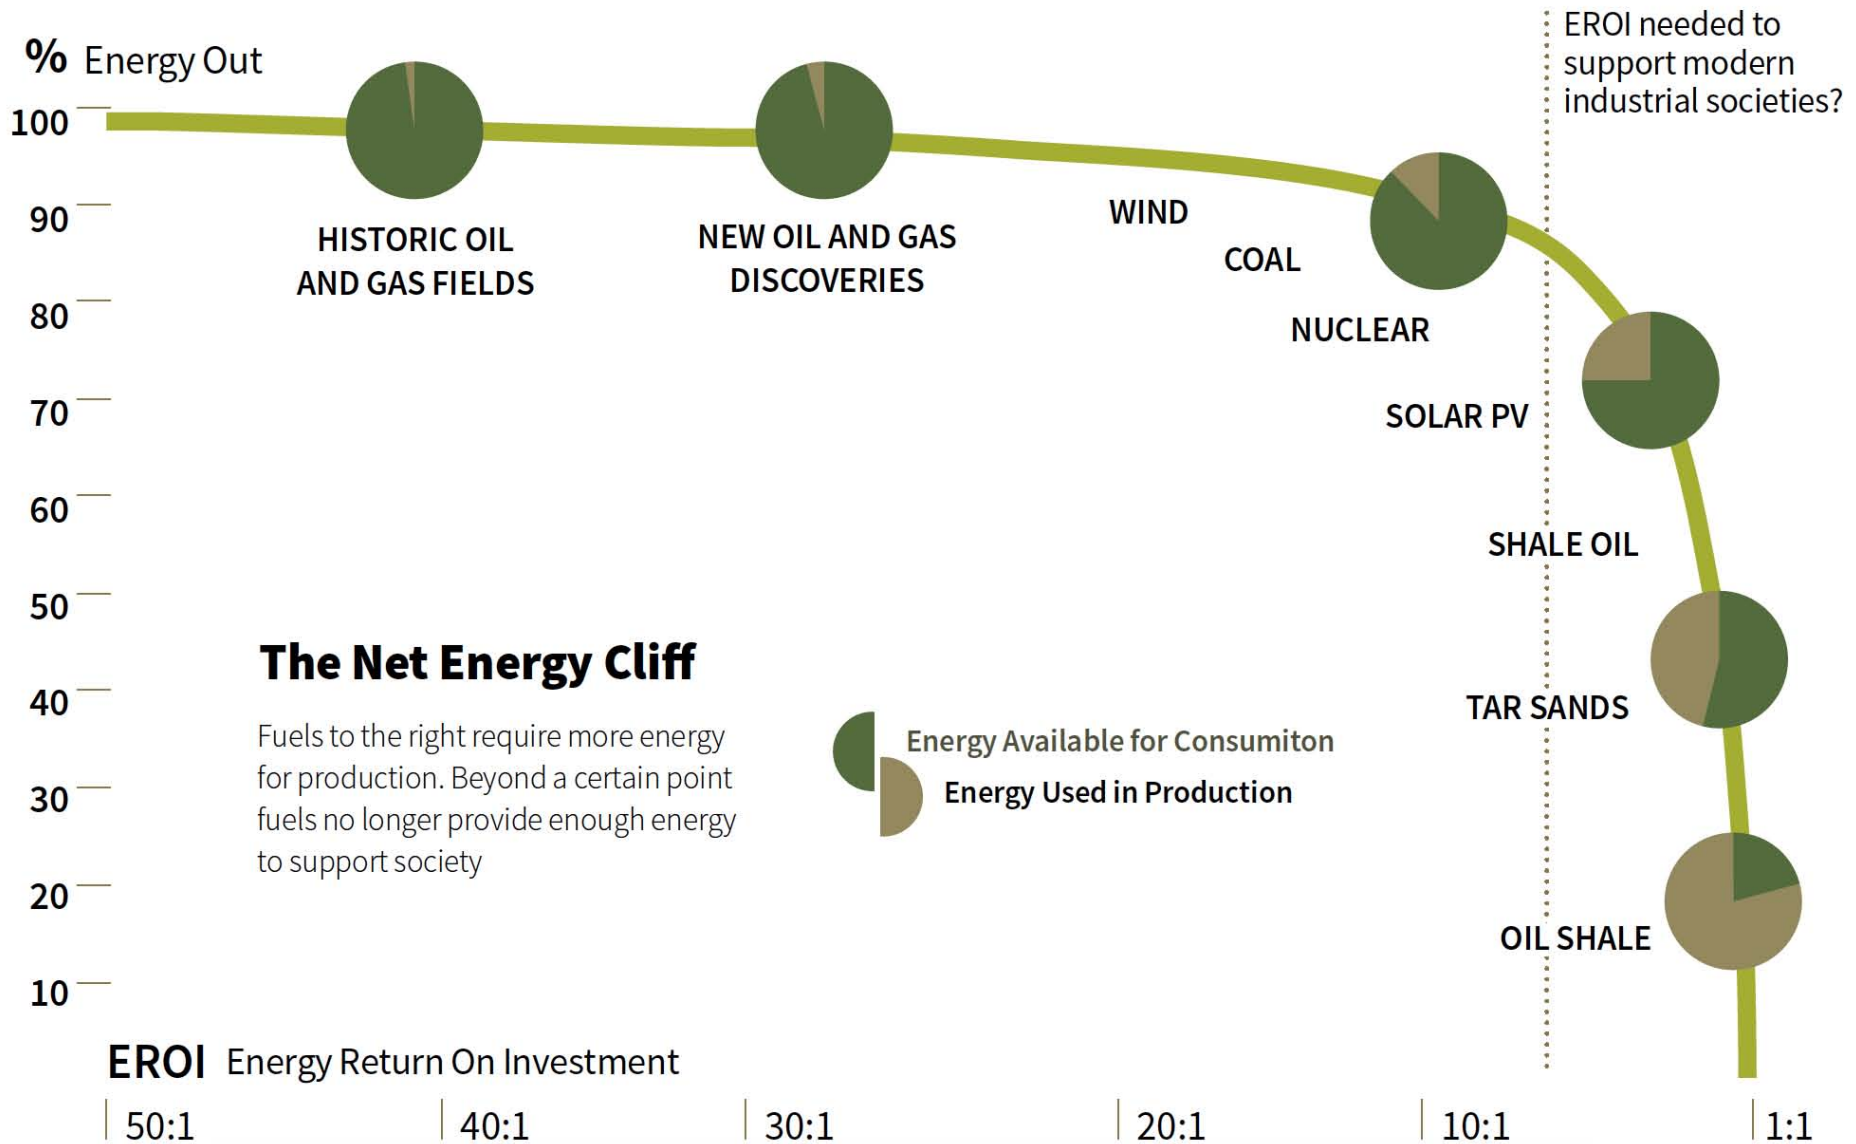 % Energy Out
100
90
80
70
60
50
40
30
20
10
EROI needed to
support modern
industrial societies?
HISTORIC OIL
AND GAS FIELDS
NEW OIL AND GAS
DISCOVERIES
WIND
COAL
NUCLEAR
SOLAR PV
SHALE OIL
TAR SANDS
OIL SHALE
The Net Energy Cliff
Fuels to the right require more energy
for production. Beyond a certain point
fuels no longer provide enough energy
to support society
Energy Available for Consumiton
Energy Used in Production
EROI Energy Return On Investment
50:1 40:1 30:1 20:1 10:1 1:1